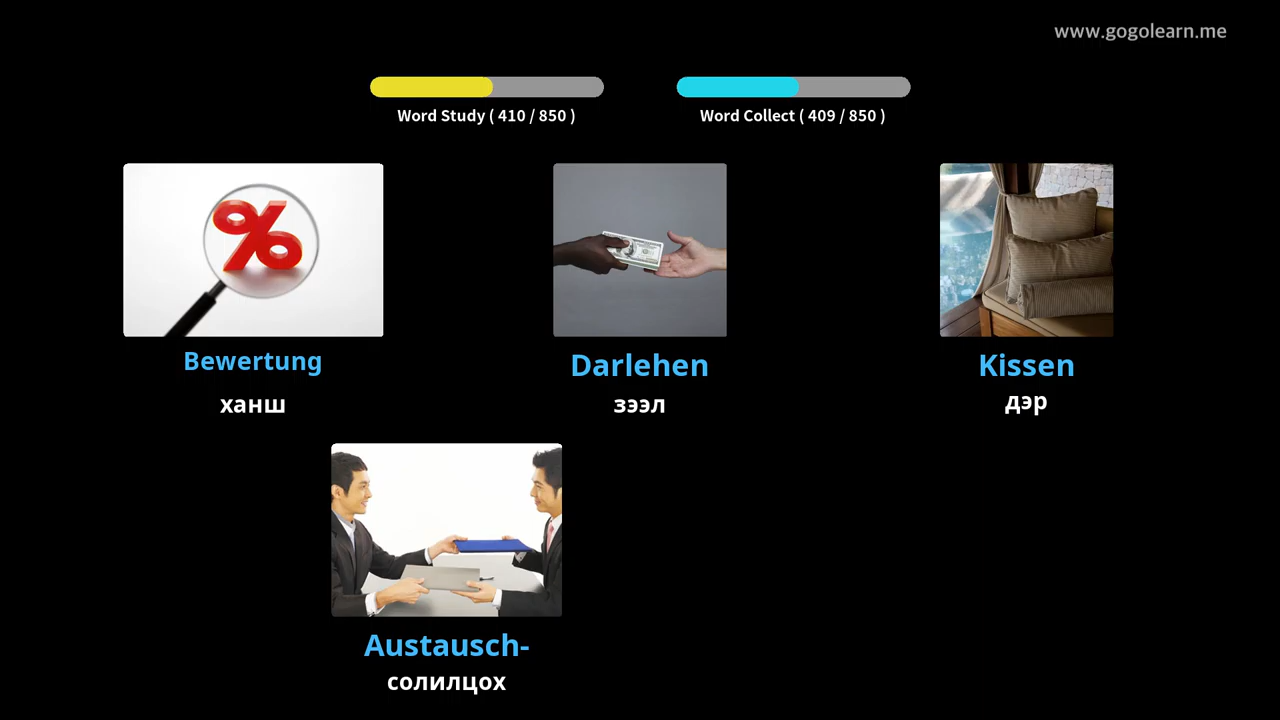 www.gogolearn.me
Word Study ( 410 / 850 )
Word Collect ( 409 / 850 )
%
Bewertung
ханш
Darlehen
зээл
Kissen
дэр
Austausch-
солилцох